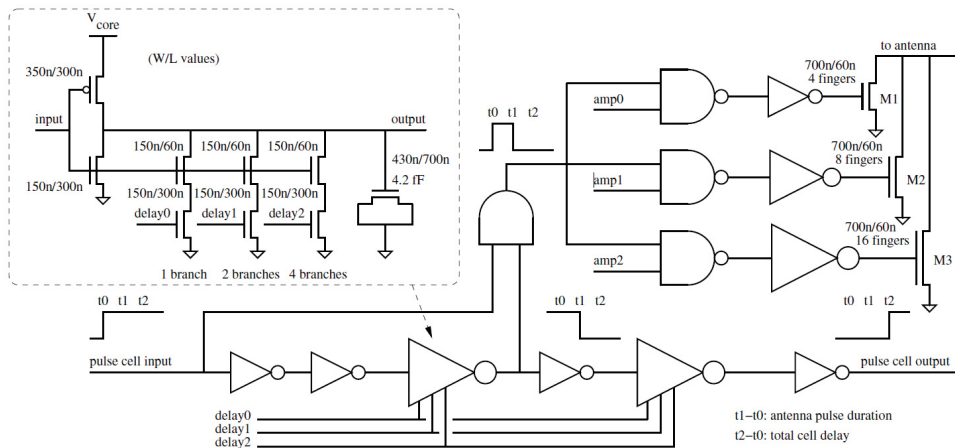 V_core
(W/L values)
350n/300n
input
output
150n/60n 150n/60n 150n/60n
430n/700n
4.2 fF
150n/300n
150n/300n 150n/300n 150n/300n
delay0 delay1 delay2
1 branch 2 branches 4 branches
to antenna
700n/60n
4 fingers
M1
amp0
t0 t1 t2
700n/60n
8 fingers
M2
amp1
700n/60n
16 fingers
M3
amp2
t0 t1 t2
t0 t1 t2
t0 t1 t2
pulse cell input
pulse cell output
delay0
delay1
delay2
t1−t0: antenna pulse duration
t2−t0: total cell delay